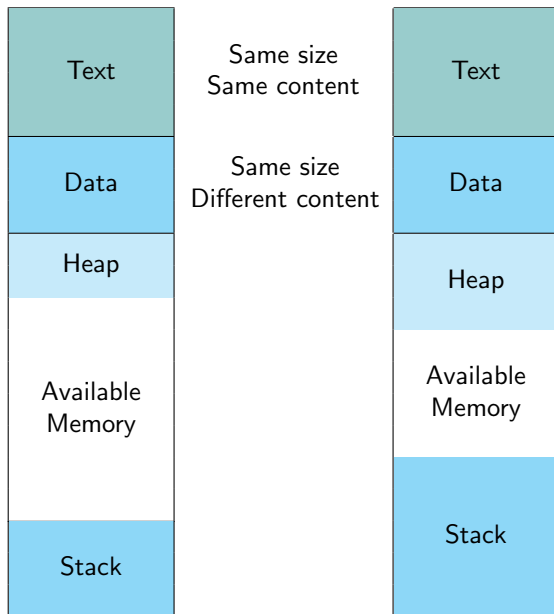 Text
Same size
Same content
Text
Data
Same size
Different content
Data
Heap
Heap
Available
Memory
Available
Memory
Stack
Stack